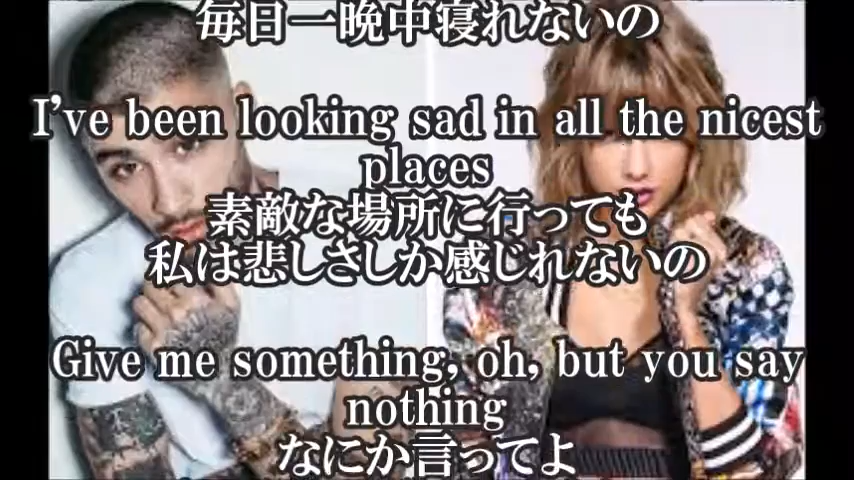 毎日一晩中寝れないの
I've been looking sad in all the nicest
places
素敵な場所に行っても
私は悲しさしか感じれないの
Give me something, oh, but you say
nothing
なにか言ってよ